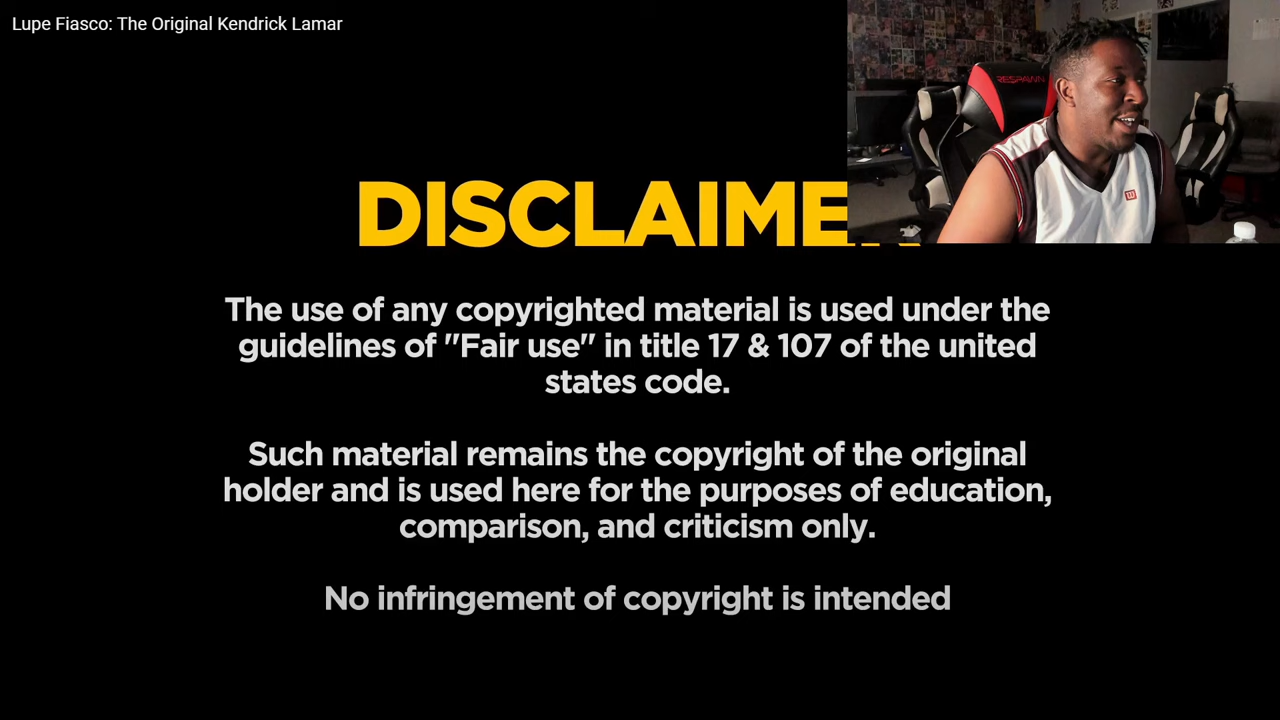 Lupe Fiasco: The Original Kendrick Lamar
RESPAWN
DISCLAIMER
The use of any copyrighted material is used under the
guidelines of "Fair use" in title 17 & 107 of the united
states code.
Such material remains the copyright of the original
holder and is used here for the purposes of education,
comparison, and criticism only.
No infringement of copyright is intended